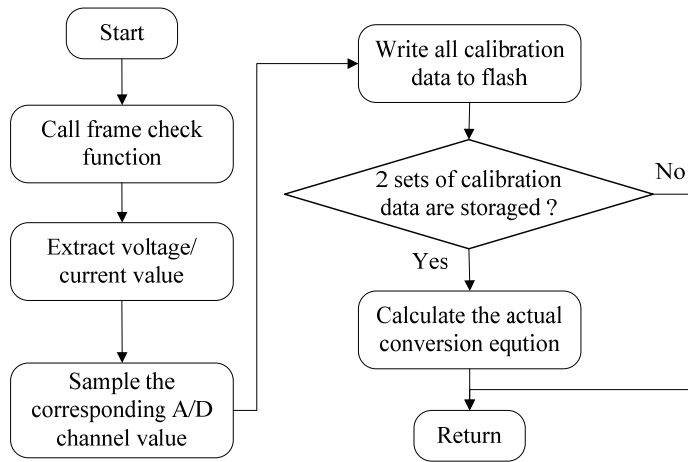 Start
Call frame check
function
Extract voltage/
current value
Sample the
corresponding A/D
channel value
Write all calibration
data to flash
2 sets of calibration
data are storaged ?
No
Yes
Calculate the actual
conversion eqution
Return